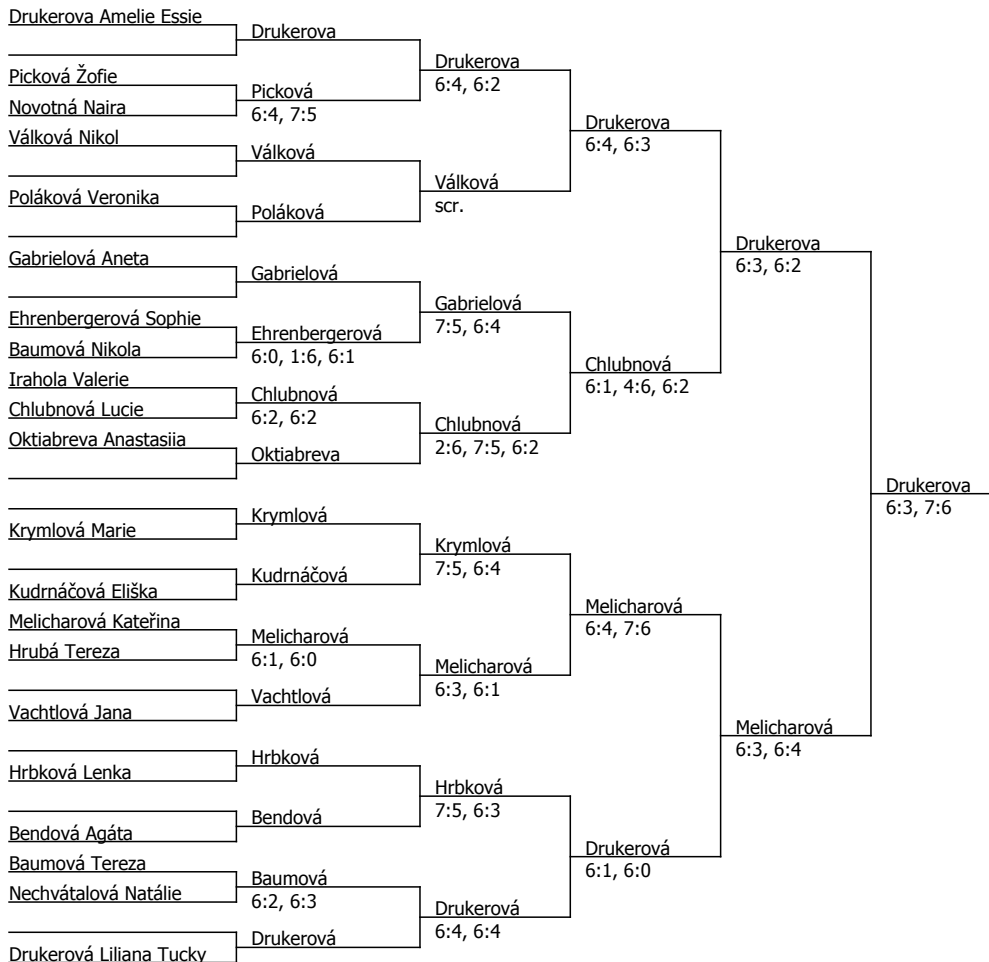 Drukerova Amelie Essie
Picková Žofie
Novotná Naira
Válková Nikol
Poláková Veronika
Gabrielová Aneta
Ehrenbergerová Sophie
Baumová Nikola
Irahola Valerie
Chlubnová Lucie
Oktiabreva Anastasiia
Krymlová Marie
Kudrnáčová Eliška
Melicharová Kateřina
Hrubá Tereza
Vachtlová Jana
Hrbková Lenka
Bendová Agáta
Baumová Tereza
Nechvátalová Natálie
Drukerová Liliana Tucky
Drukerova
Picková
6:4, 7:5
Válková
Poláková
Gabrielová
Ehrenbergerová
6:0, 1:6, 6:1
Chlubnová
6:2, 6:2
Oktiabreva
Krymlová
Kudrnáčová
Melicharová
6:1, 6:0
Vachtlová
Hrbková
Bendová
Baumová
6:2, 6:3
Drukerová
Drukerova
6:4, 6:2
Válková
scr.
Gabrielová
7:5, 6:4
Chlubnová
2:6, 7:5, 6:2
Krymlová
7:5, 6:4
Melicharová
6:3, 6:1
Hrbková
7:5, 6:3
Drukerová
6:4, 6:4
Drukerova
6:4, 6:3
Chlubnová
6:1, 4:6, 6:2
Melicharová
6:4, 7:6
Drukerová
6:1, 6:0
Drukerova
6:3, 6:2
Melicharová
6:3, 6:4
Drukerova
6:3, 7:6